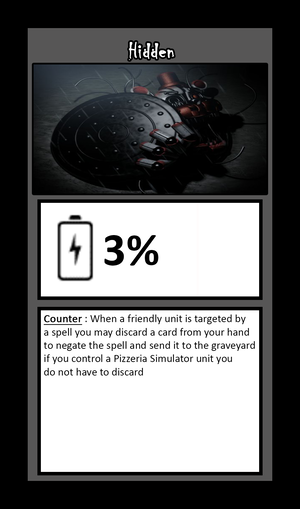 Hidden
3%
Counter : When a friendly unit is targeted by
a spell you may discard a card from your hand
to negate the spell and send it to the graveyard
if you control a Pizzeria Simulator unit you
do not have to discard